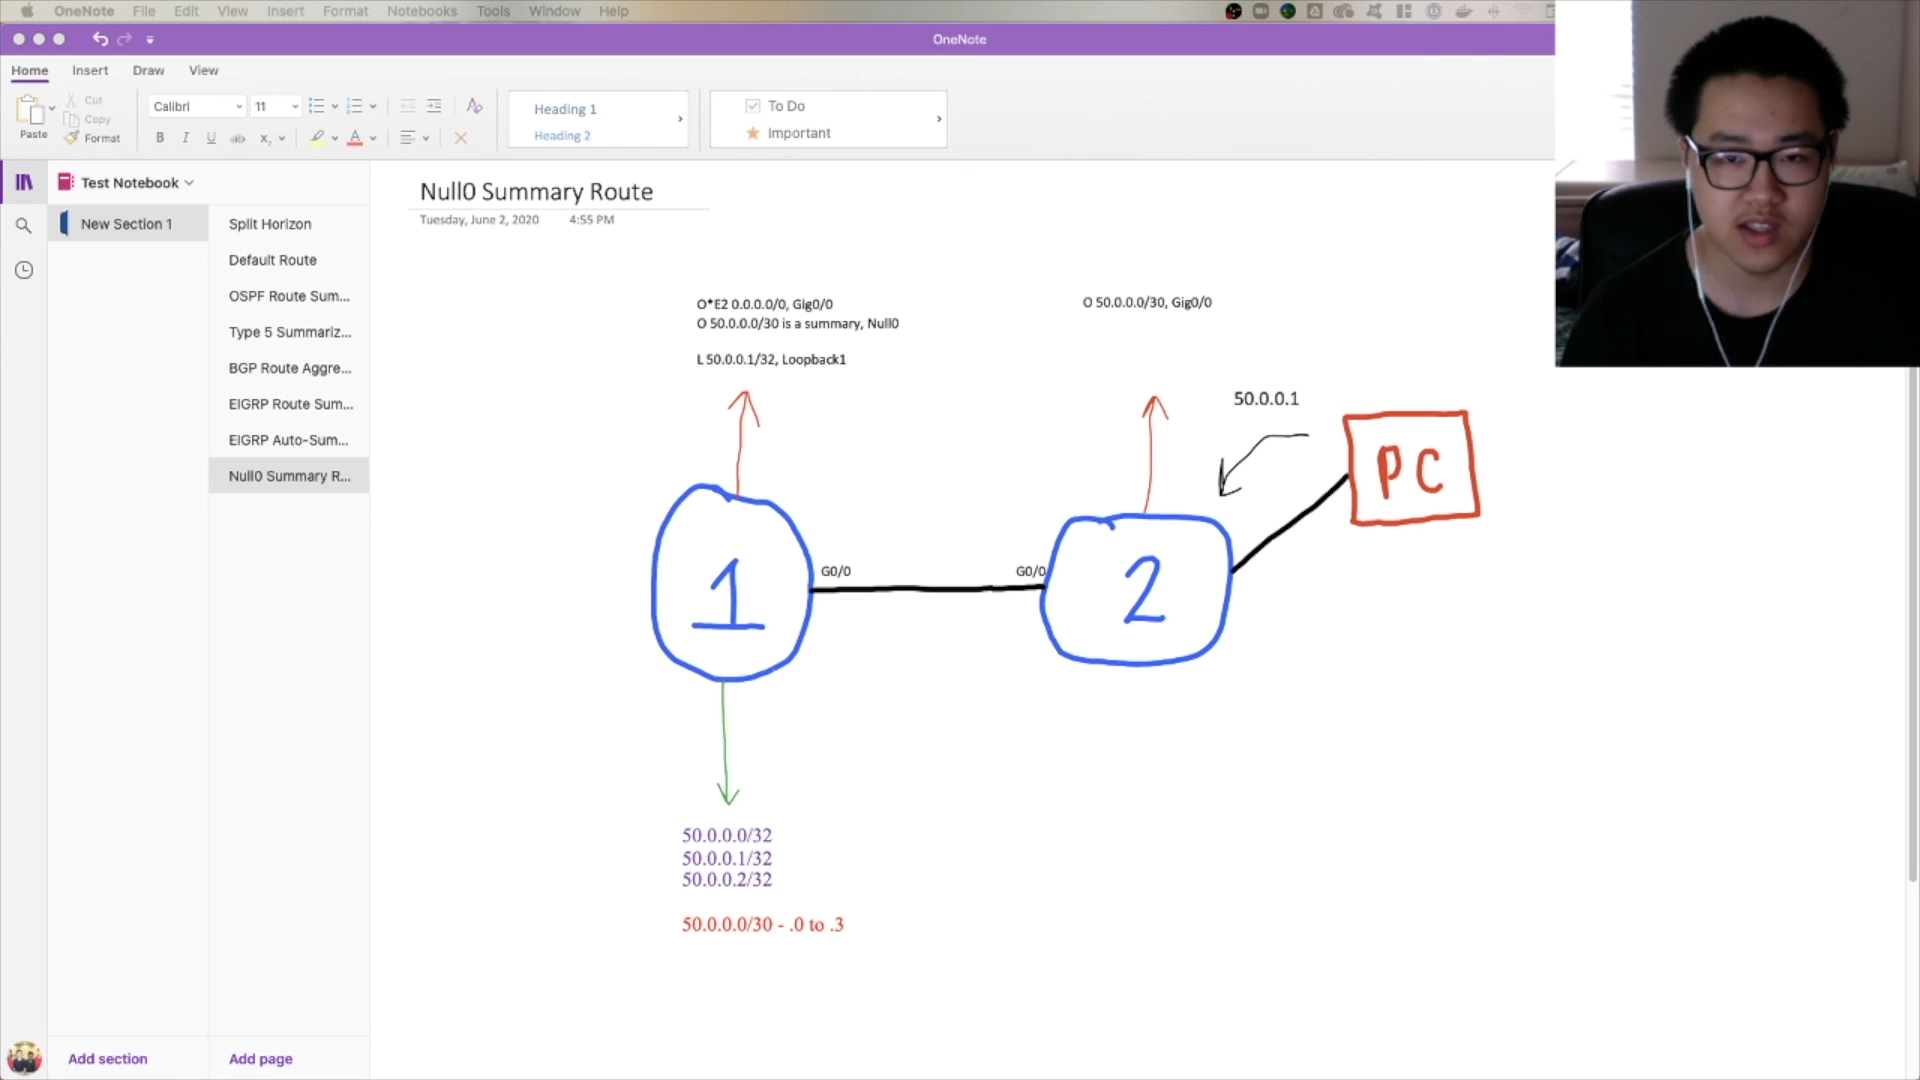 OneNote File Edit View Insert Format Notebooks Tools Window Help
OneNote
Home Insert Draw View
Paste
Cut
Copy
Format
Calibri 11
B I U ab x,
A
Heading 1
Heading 2
To Do
Important
Test Notebook
New Section 1
Split Horizon
Default Route
OSPF Route Sum...
Type 5 Summariz...
BGP Route Aggre...
EIGRP Route Sum...
EIGRP Auto-Sum...
Null0 Summary R...
Add section
Add page
Null0 Summary Route
Tuesday, June 2, 2020 4:55 PM
O*E2 0.0.0.0/0, Gig0/0
O 50.0.0.0/30 is a summary, Null0
L 50.0.0.1/32, Loopback1
O 50.0.0.0/30, Gig0/0
50.0.0.1
PC
1
G0/0
G0/0
2
50.0.0.0/32
50.0.0.1/32
50.0.0.2/32
50.0.0.0/30 - .0 to .3